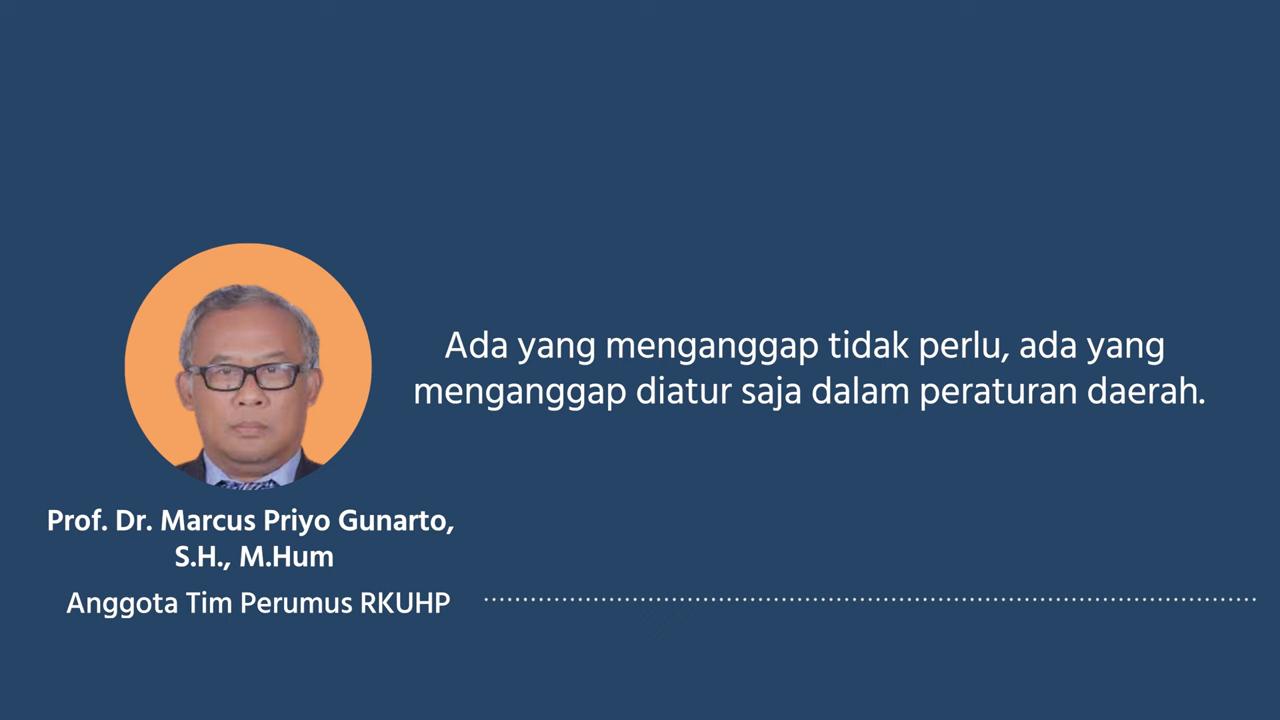 Ada yang menganggap tidak perlu, ada yang
menganggap diatur saja dalam peraturan daerah.
Prof. Dr. Marcus Priyo Gunarto,
S.H., M.Hum
Anggota Tim Perumus RKUHP